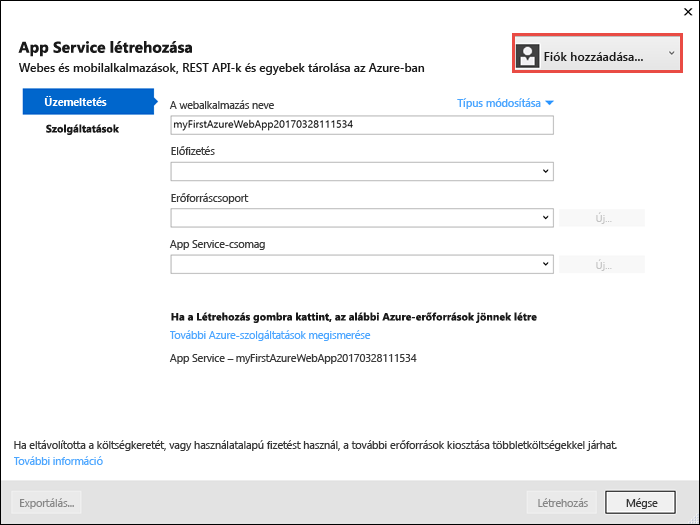 App Service létrehozása
Webes és mobilalkalmazások, REST API-k és egyebek tárolása az Azure-ban
Fiók hozzáadása...
Üzemeltetés
Szolgáltatások
A webalkalmazás neve
Típus módosítása
myFirstAzureWebApp20170328111534
Előfizetés
Erőforráscsoport
Új...
App Service-csomag
Új...
Ha a Létrehozás gombra kattint, az alábbi Azure-erőforrások jönnek létre
További Azure-szolgáltatások megismerése
App Service – myFirstAzureWebApp20170328111534
Ha eltávolította a költségkeretét, vagy használatalapú fizetést használ, a további erőforrások kiosztása többletköltségekkel járhat.
További információ
Exportálás...
Létrehozás
Mégse